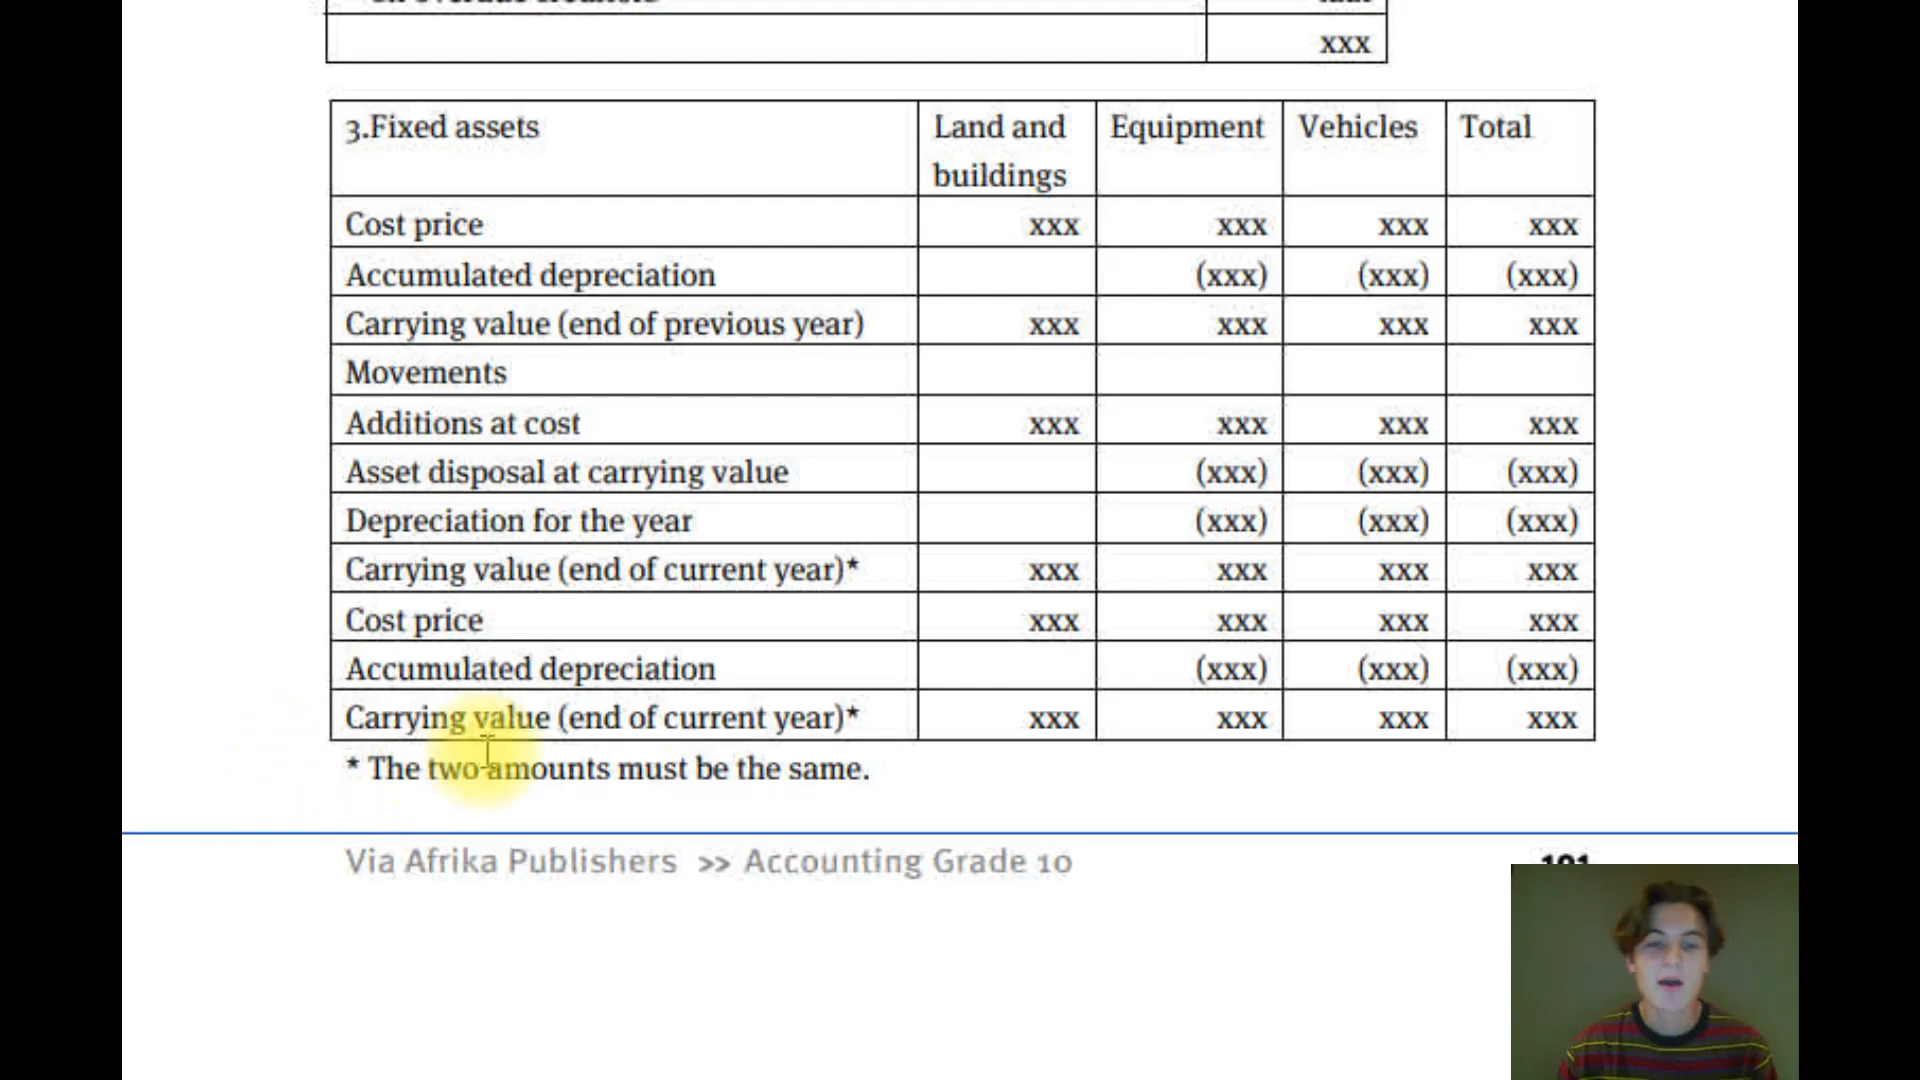 xxx
3.Fixed assets Land and buildings Equipment Vehicles Total
Cost price xxx xxx xxx xxx
Accumulated depreciation (xxx) (xxx) (xxx)
Carrying value (end of previous year) xxx xxx xxx xxx
Movements
Additions at cost xxx xxx xxx xxx
Asset disposal at carrying value (xxx) (xxx) (xxx)
Depreciation for the year (xxx) (xxx) (xxx)
Carrying value (end of current year)* xxx xxx xxx xxx
Cost price xxx xxx xxx xxx
Accumulated depreciation (xxx) (xxx) (xxx)
Carrying value (end of current year)* xxx xxx xxx xxx
* The two amounts must be the same.
Via Afrika Publishers >> Accounting Grade 10